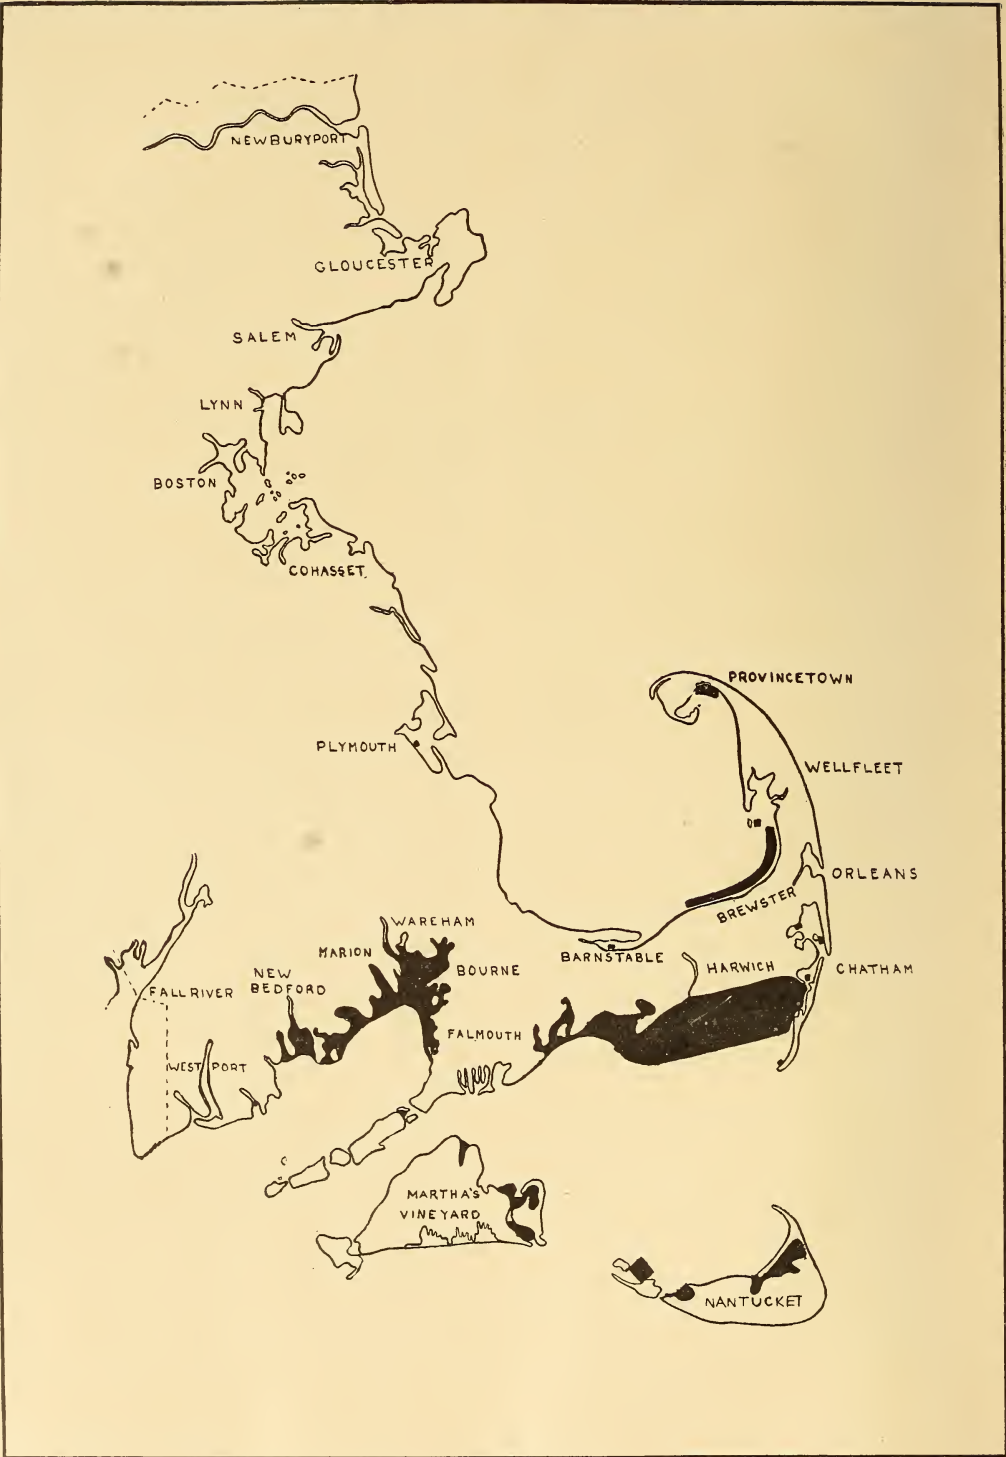 NEWBURYPORT
GLOUCESTER
SALEM
LYNN
BOSTON
COHASSET.
PROVINCETOWN
PLYMOUTH
WELLFLEET
ORLEANS
BREWSTER
WAREHAM
MARION
BARNSTABLE
BOURNE
HARWICH
CHATHAM
NEW
BEDFORD
FALL RIVER
FALMOUTH
WEST PORT
MARTHA'S
VINEYARD
NANTUCKET